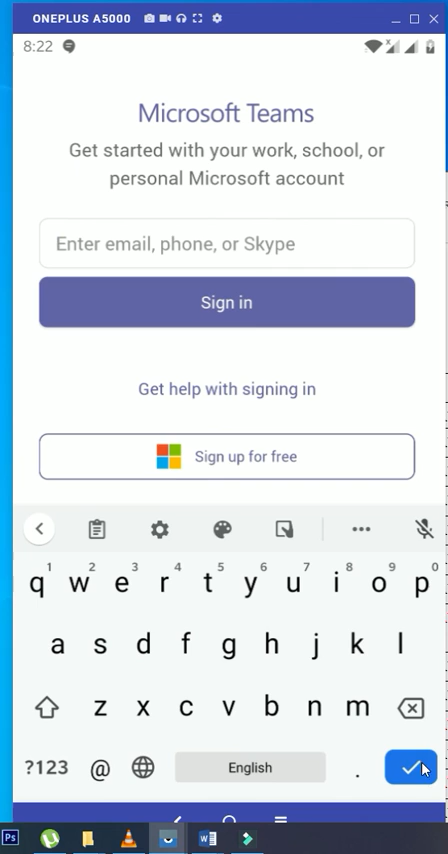 ONEPLUS A5000
8:22
Microsoft Teams
Get started with your work, school, or
personal Microsoft account
Enter email, phone, or Skype
Sign in
Get help with signing in
Sign up for free
1 2 3 4 5 6 7 8 9 0
q w e r t y u i o p
a s d f g h j k l
z x c v b n m
?123 @ English .
Ps W